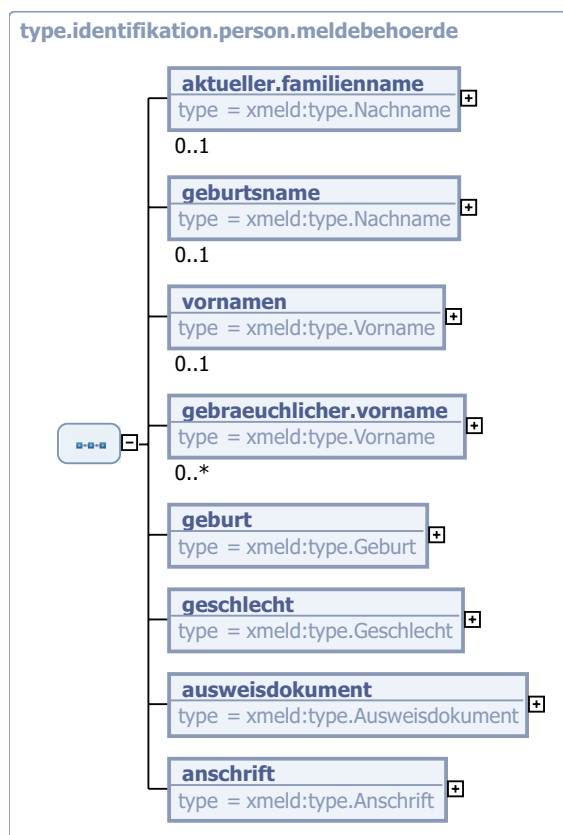 type.identifikation.person.meldebehoerde
aktueller.familienname
type = xmeld:type.Nachname
0..1
geburtsname
type = xmeld:type.Nachname
0..1
vornamen
type = xmeld:type.Vorname
0..1
gebraeuchlicher.vorname
type = xmeld:type.Vorname
0..*
geburt
type = xmeld:type.Geburt
geschlecht
type = xmeld:type.Geschlecht
ausweisdokument
type = xmeld:type.Ausweisdokument
anschrift
type = xmeld:type.Anschrift